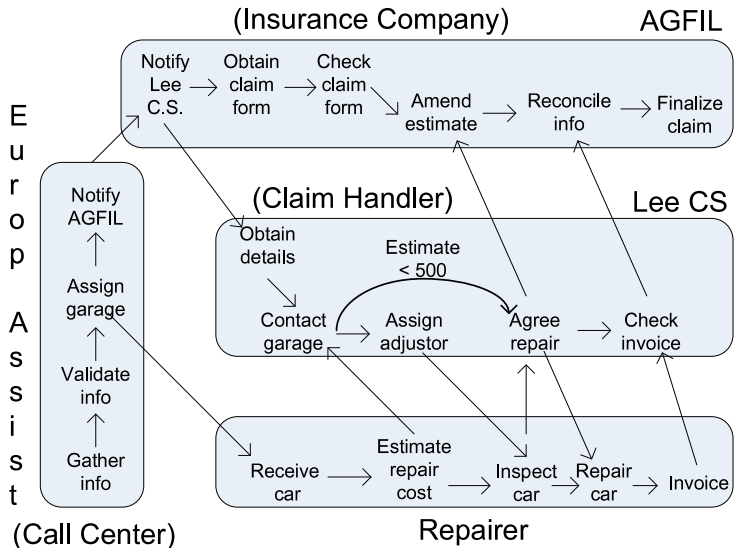 (Insurance Company)
AGFIL
Notify
Lee
C.S.
Obtain
claim
form
Check
claim
form
Amend
estimate
Reconcile
info
Finalize
claim
Europ Assist
(Call Center)
Notify
AGFIL
Assign
garage
Validate
info
Gather
info
(Claim Handler)
Lee CS
Obtain
details
Estimate
< 500
Contact
garage
Assign
adjustor
Agree
repair
Check
invoice
Receive
car
Estimate
repair
cost
Inspect
car
Repair
car
Invoice
Repairer